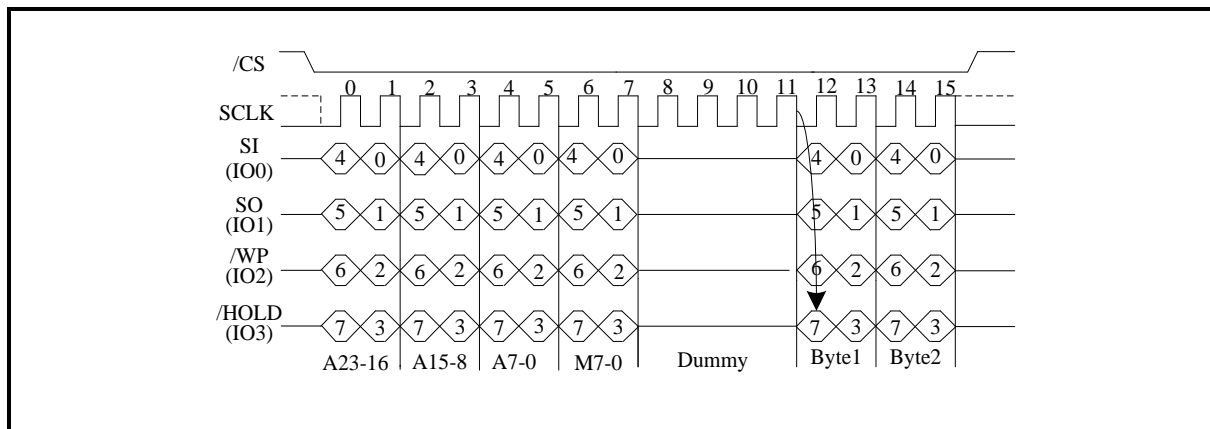 /CS
0 1 2 3 4 5 6 7 8 9 10 11 12 13 14 15
SCLK
SI
(IO0)
4 0 4 0 4 0 4 0 4 0 4 0
SO
(IO1)
5 1 5 1 5 1 5 1 5 1 5 1
/WP
(IO2)
6 2 6 2 6 2 6 2 6 2 6 2
/HOLD
(IO3)
7 3 7 3 7 3 7 3 7 3 7 3
A23-16 A15-8 A7-0 M7-0 Dummy Byte1 Byte2